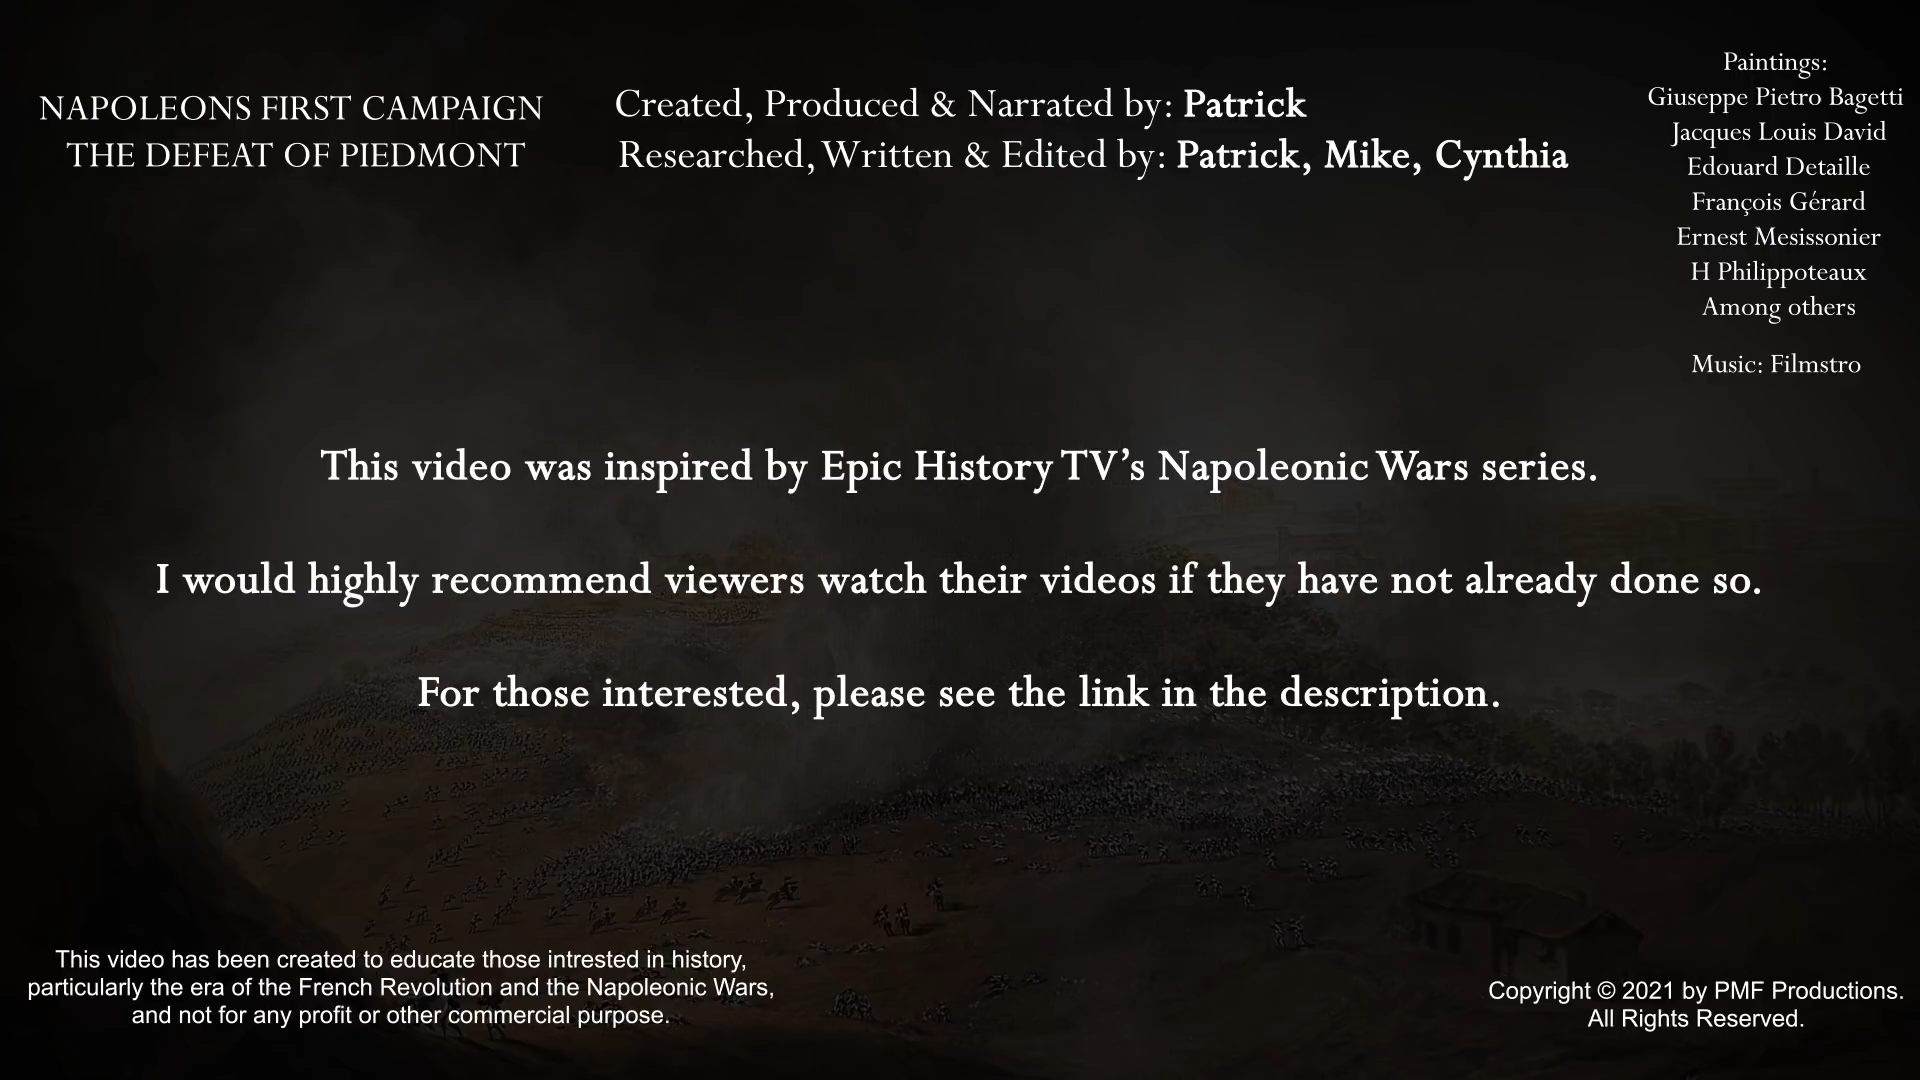 NAPOLEONS FIRST CAMPAIGN
THE DEFEAT OF PIEDMONT
Created, Produced & Narrated by: Patrick
Researched, Written & Edited by: Patrick, Mike, Cynthia
Paintings:
Giuseppe Pietro Bagetti
Jacques Louis David
Edouard Detaille
François Gérard
Ernest Mesissonier
H Philippoteaux
Among others
Music: Filmstro
This video was inspired by Epic History TV’s Napoleonic Wars series.
I would highly recommend viewers watch their videos if they have not already done so.
For those interested, please see the link in the description.
This video has been created to educate those intrested in history,
particularly the era of the French Revolution and the Napoleonic Wars,
and not for any profit or other commercial purpose.
Copyright © 2021 by PMF Productions.
All Rights Reserved.